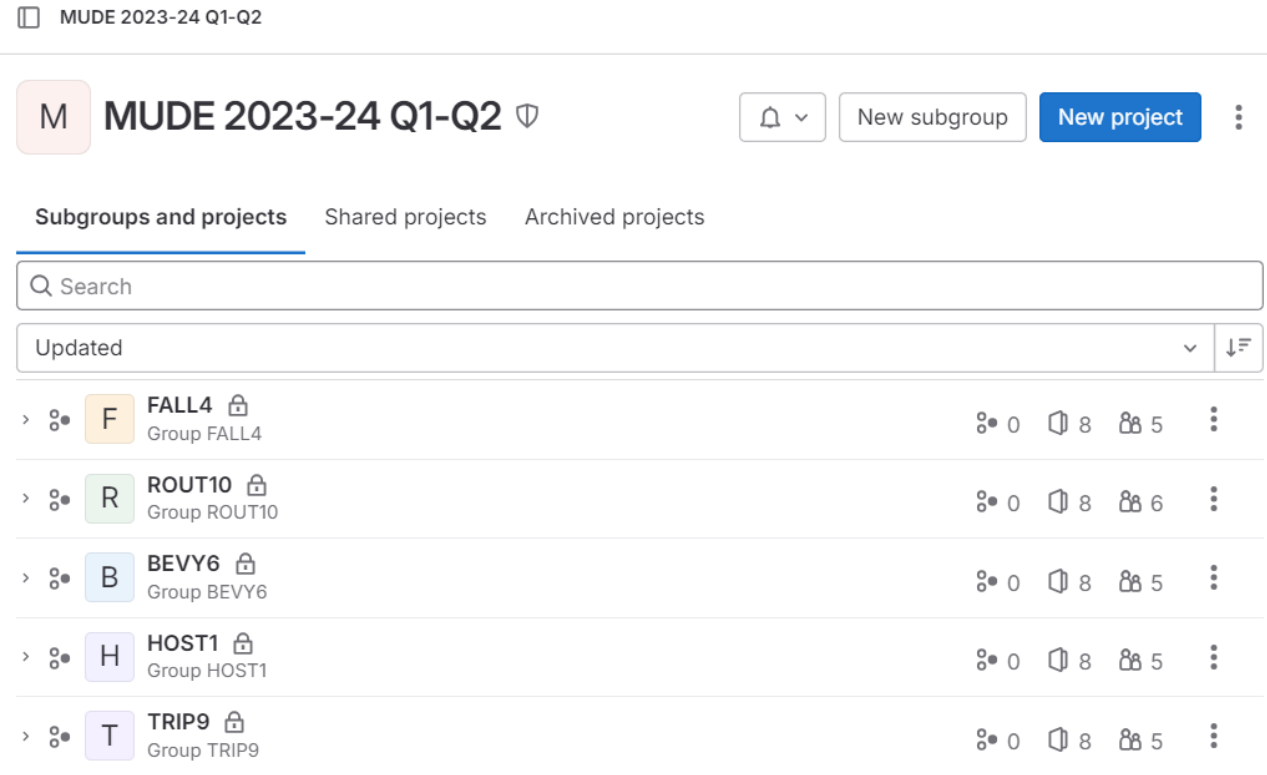 MUDE 2023-24 Q1-Q2
M MUDE 2023-24 Q1-Q2 New subgroup New project
Subgroups and projects Shared projects Archived projects
Search
Updated
F FALL4 0 8 5
Group FALL4
R ROUT10 0 8 6
Group ROUT10
B BEVY6 0 8 5
Group BEVY6
H HOST1 0 8 5
Group HOST1
T TRIP9 0 8 5
Group TRIP9